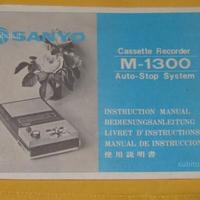 SANYO
Cassette Recorder
M-1300
Auto-Stop System
INSTRUCTION MANUAL
BEDIENUNGSANLEITUNG
LIVRET D'INSTRUCTIONS
MANUAL DE INSTRUCCION
使用説明書